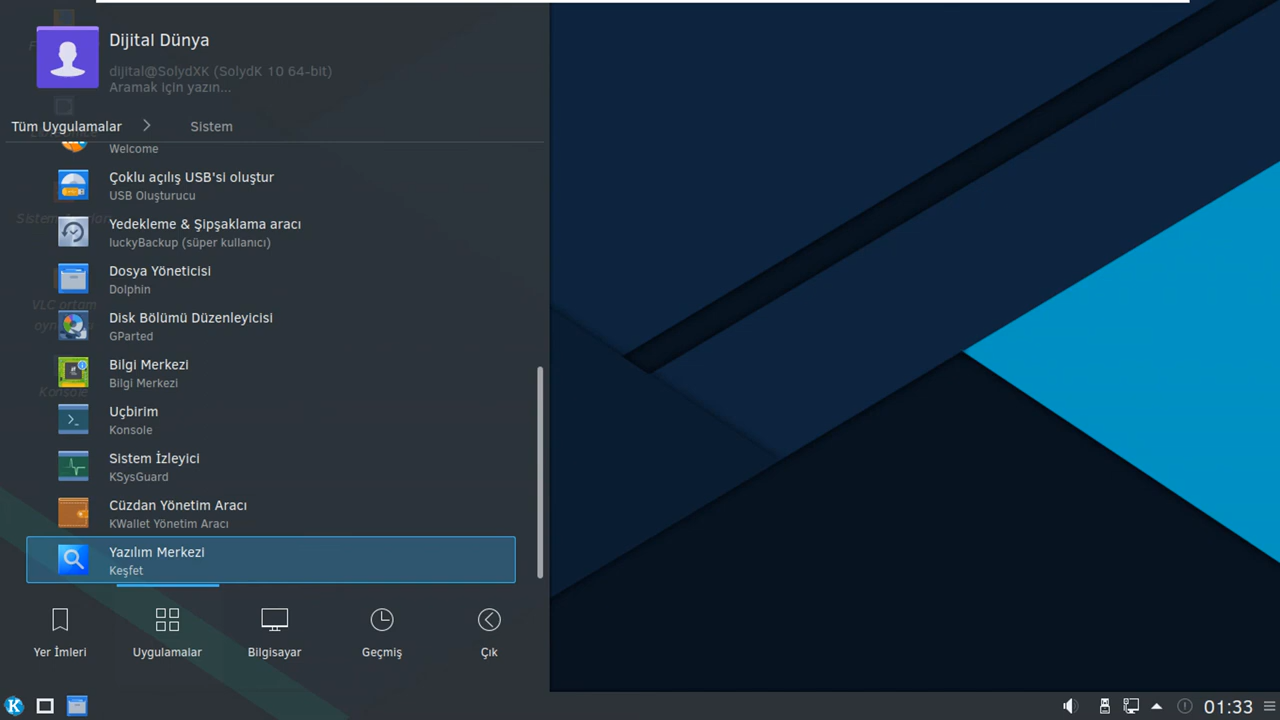 Dijital Dünya
dijital@SolydXK (SolydK 10 64-bit)
Aramak için yazın...
Tüm Uygulamalar
Sistem
Welcome
Çoklu açılış USB'si oluştur
USB Oluşturucu
Yedekleme & Şipşaklama aracı
luckyBackup (süper kullanıcı)
Dosya Yöneticisi
Dolphin
VLC ortam
Disk Bölümü Düzenleyicisi
GParted
Bilgi Merkezi
Bilgi Merkezi
Konsole
Uçbirim
Konsole
Sistem İzleyici
KSysGuard
Cüzdan Yönetim Aracı
KWallet Yönetim Aracı
Yazılım Merkezi
Keşfet
Yer İmleri
Uygulamalar
Bilgisayar
Geçmiş
Çık
01:33